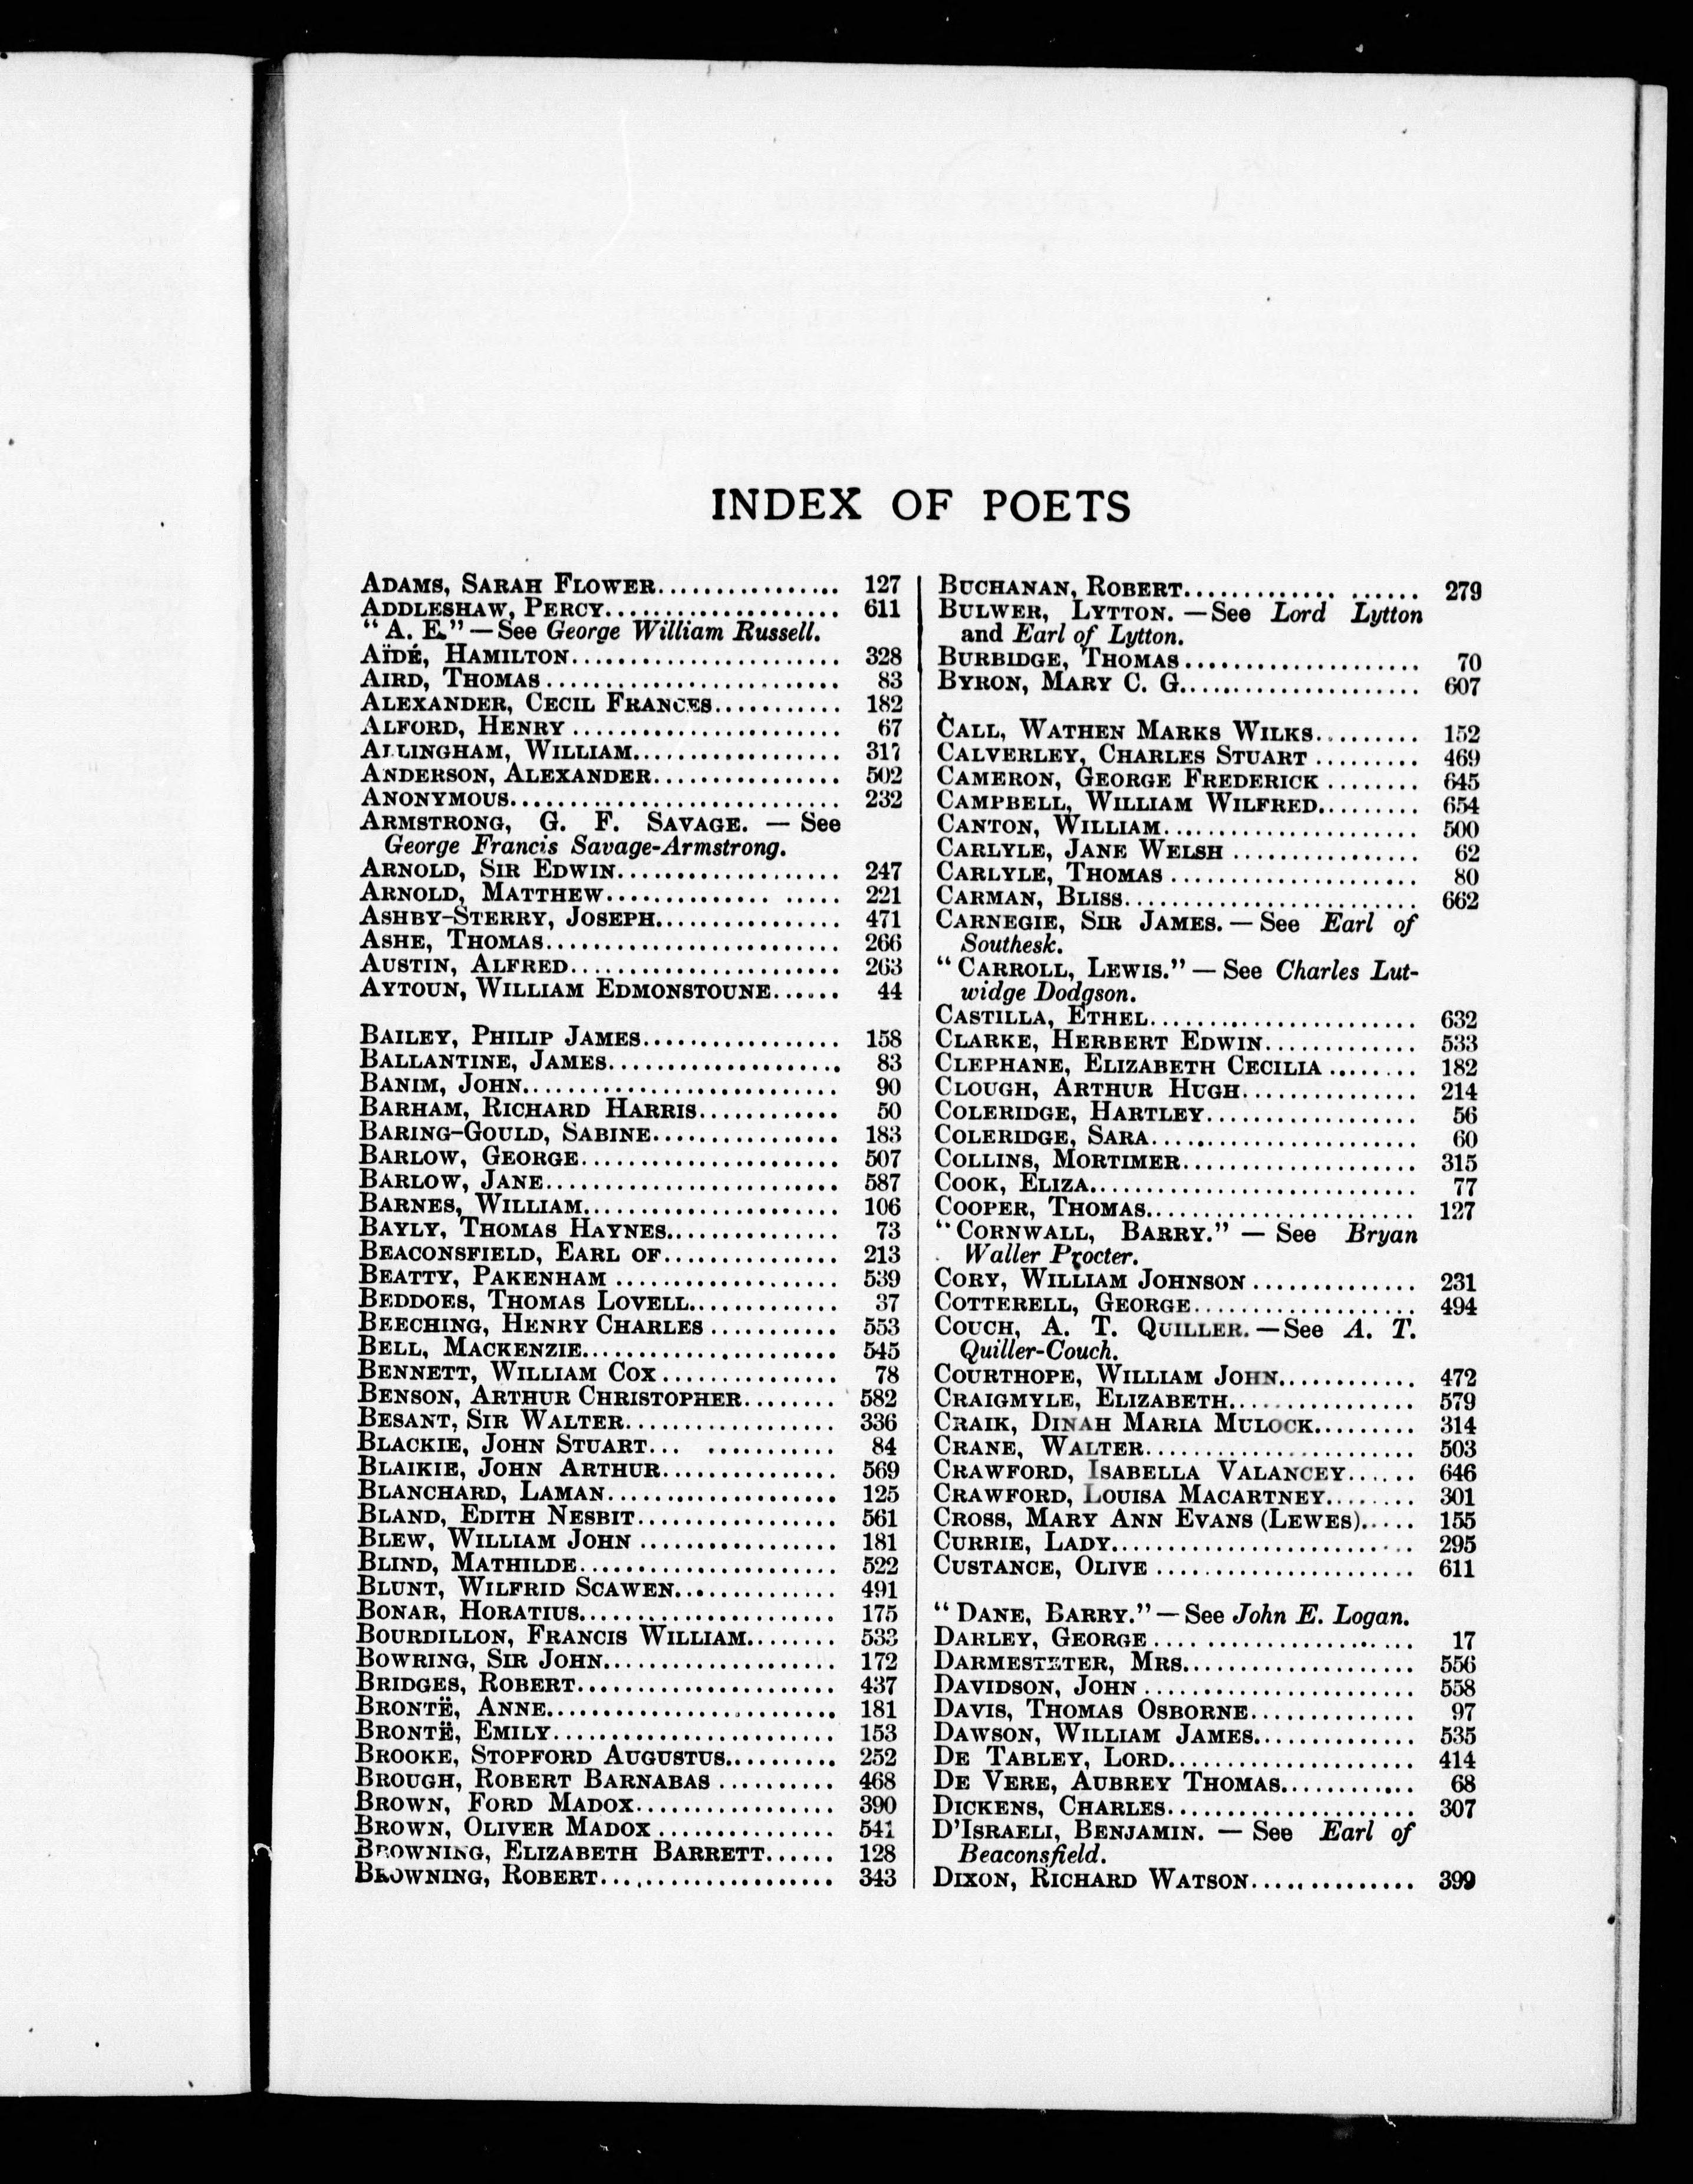 INDEX OF POETS
ADAMS, SARAH FLOWER................ 127
ADDLESHAW, PERCY..................... 611
"A. E." — See George William Russell.
AÏDÉ, HAMILTON........................ 328
AIRD, THOMAS.......................... 83
ALEXANDER, CECIL FRANCES........... 182
ALFORD, HENRY ........................ 67
ALLINGHAM, WILLIAM.................. 317
ANDERSON, ALEXANDER................ 502
ANONYMOUS............................. 232
ARMSTRONG, G. F. SAVAGE. — See
George Francis Savage-Armstrong.
ARNOLD, SIR EDWIN.................... 247
ARNOLD, MATTHEW.............. ..... 221
ASHBY-STERRY, JOSEPH................ 471
ASHE, THOMAS.......................... 266
AUSTIN, ALFRED........................ 263
AYTOUN, WILLIAM EDMONSTOUNE...... 44
BAILEY, PHILIP JAMES................. 158
BALLANTINE, JAMES.................... 83
BANIM, JOHN............................ 90
BARHAM, RICHARD HARRIS............ 50
BARING-GOULD, SABINE................ 183
BARLOW, GEORGE....................... 507
BARLOW, JANE.......................... 587
BARNES, WILLIAM....................... 106
BAYLY, THOMAS HAYNES............... 73
BEACONSFIELD, EARL OF............... 213
BEATTY, PAKENHAM ................... 539
BEDDOES, THOMAS LOVELL............. 37
BEECHING, HENRY CHARLES ........... 553
BELL, MACKENZIE....................... 545
BENNETT, WILLIAM COX ............... 78
BENSON, ARTHUR CHRISTOPHER........ 582
BESANT, SIR WALTER................... 336
BLACKIE, JOHN STUART... ........... 84
BLAIKIE, JOHN ARTHUR............... 569
BLANCHARD, LAMAN.................... 125
BLAND, EDITH NESBIT................. 561
BLEW, WILLIAM JOHN ................. 181
BLIND, MATHILDE....................... 522
BLUNT, WILFRID SCAWEN.............. 491
BONAR, HORATIUS....................... 175
BOURDILLON, FRANCIS WILLIAM........ 533
BOWRING, SIR JOHN.................... 172
BRIDGES, ROBERT....................... 437
BRONTË, ANNE.......................... 181
BRONTË, EMILY......................... 153
BROOKE, STOPFORD AUGUSTUS.......... 252
BROUGH, ROBERT BARNABAS .......... 468
BROWN, FORD MADOX................. 390
BROWN, OLIVER MADOX ............... 541
BROWNING, ELIZABETH BARRETT...... 128
BROWNING, ROBERT.................... 343
BUCHANAN, ROBERT............. ...... 279
BULWER, LYTTON. — See Lord Lytton
and Earl of Lytton.
BURBIDGE, THOMAS .................... 70
BYRON, MARY C. G..................... 607
CALL, WATHEN MARKS WILKS......... 152
CALVERLEY, CHARLES STUART ......... 469
CAMERON, GEORGE FREDERICK ........ 645
CAMPBELL, WILLIAM WILFRED......... 654
CANTON, WILLIAM...................... 500
CARLYLE, JANE WELSH ................ 62
CARLYLE, THOMAS ...................... 80
CARMAN, BLISS.......................... 662
CARNEGIE, SIR JAMES. — See Earl of
Southesk.
"CARROLL, LEWIS." — See Charles Lut-
widge Dodgson.
CASTILLA, ETHEL........................ 632
CLARKE, HERBERT EDWIN............. 533
CLEPHANE, ELIZABETH CECILIA ........ 182
CLOUGH, ARTHUR HUGH............... 214
COLERIDGE, HARTLEY................... 56
COLERIDGE, SARA........................ 60
COLLINS, MORTIMER..................... 315
COOK, ELIZA............................. 77
COOPER, THOMAS........................ 127
"CORNWALL, BARRY." — See Bryan
Waller Procter.
CORY, WILLIAM JOHNSON .............. 231
COTTERELL, GEORGE.................... 494
COUCH, A. T. QUILLER. — See A. T.
Quiller-Couch.
COURTHOPE, WILLIAM JOHN............ 472
CRAIGMYLE, ELIZABETH................ 579
CRAIK, DINAH MARIA MULOCK......... 314
CRANE, WALTER........................ 503
CRAWFORD, ISABELLA VALANCEY...... 646
CRAWFORD, LOUISA MACARTNEY........ 301
CROSS, MARY ANN EVANS (LEWES)..... 155
CURRIE, LADY........................... 295
CUSTANCE, OLIVE ....................... 611
"DANE, BARRY." — See John E. Logan.
DARLEY, GEORGE ....................... 17
DARMESTETER, MRS..................... 556
DAVIDSON, JOHN ........................ 558
DAVIS, THOMAS OSBORNE............... 97
DAWSON, WILLIAM JAMES.............. 535
DE TABLEY, LORD...................... 414
DE VERE, AUBREY THOMAS............ 68
DICKENS, CHARLES...................... 307
D'ISRAELI, BENJAMIN. — See Earl of
Beaconsfield.
DIXON, RICHARD WATSON............... 399